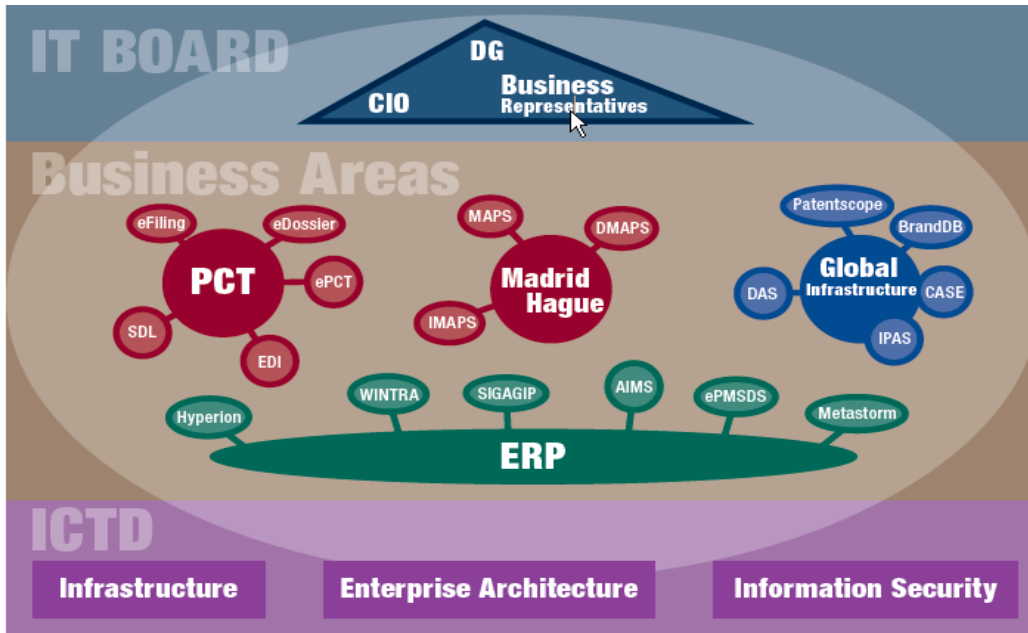 IT BOARD
DG
Business
Representatives
CIO
Business Areas
eFiling
eDossier
PCT
ePCT
SDL
EDI
MAPS
DMAPS
Madrid
Hague
IMAPS
Patentscope
BrandDB
Global
Infrastructure
DAS
CASE
IPAS
Hyperion
WINTRA
SIGAGIP
AIMS
ePMSDS
Metastorm
ERP
ICTD
Infrastructure
Enterprise Architecture
Information Security